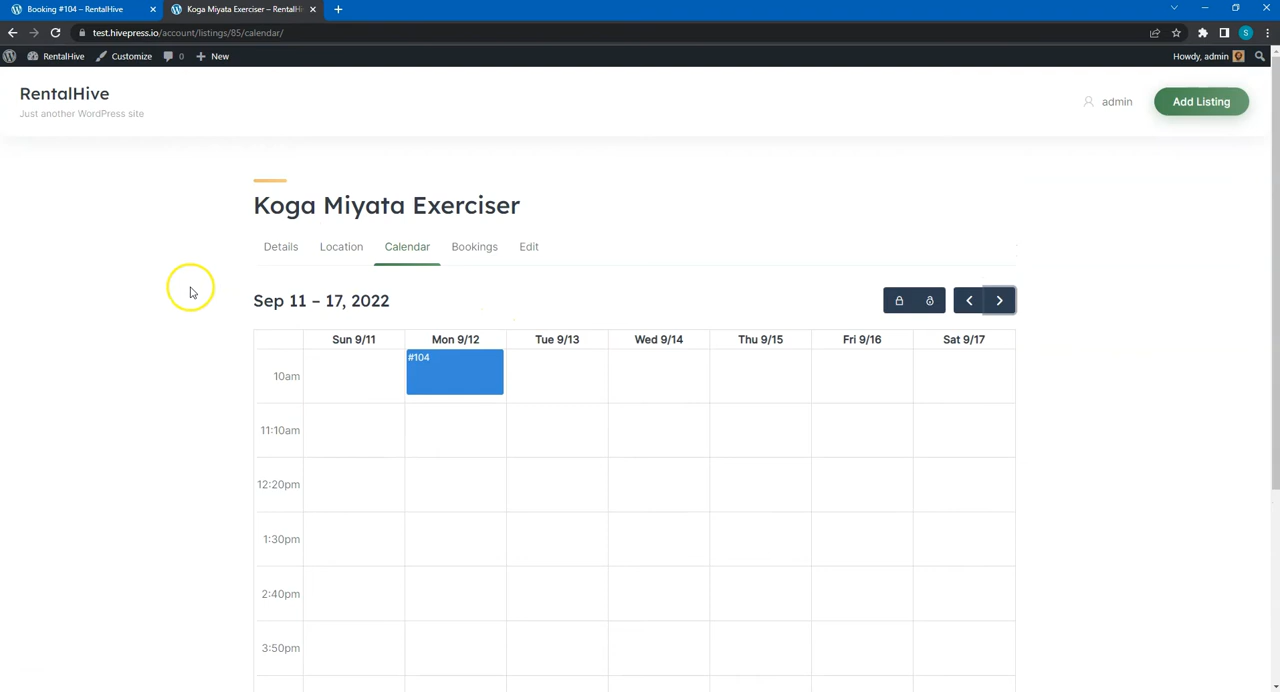 Booking #104 – RentalHive
Koga Miyata Exerciser – RentalHi
test.hivepress.io/account/listings/85/calendar/
S
RentalHive
Customize
0
New
Howdy, admin
RentalHive
Just another WordPress site
admin
Add Listing
Koga Miyata Exerciser
Details
Location
Calendar
Bookings
Edit
Sep 11 – 17, 2022
Sun 9/11
Mon 9/12
Tue 9/13
Wed 9/14
Thu 9/15
Fri 9/16
Sat 9/17
#104
10am
11:10am
12:20pm
1:30pm
2:40pm
3:50pm